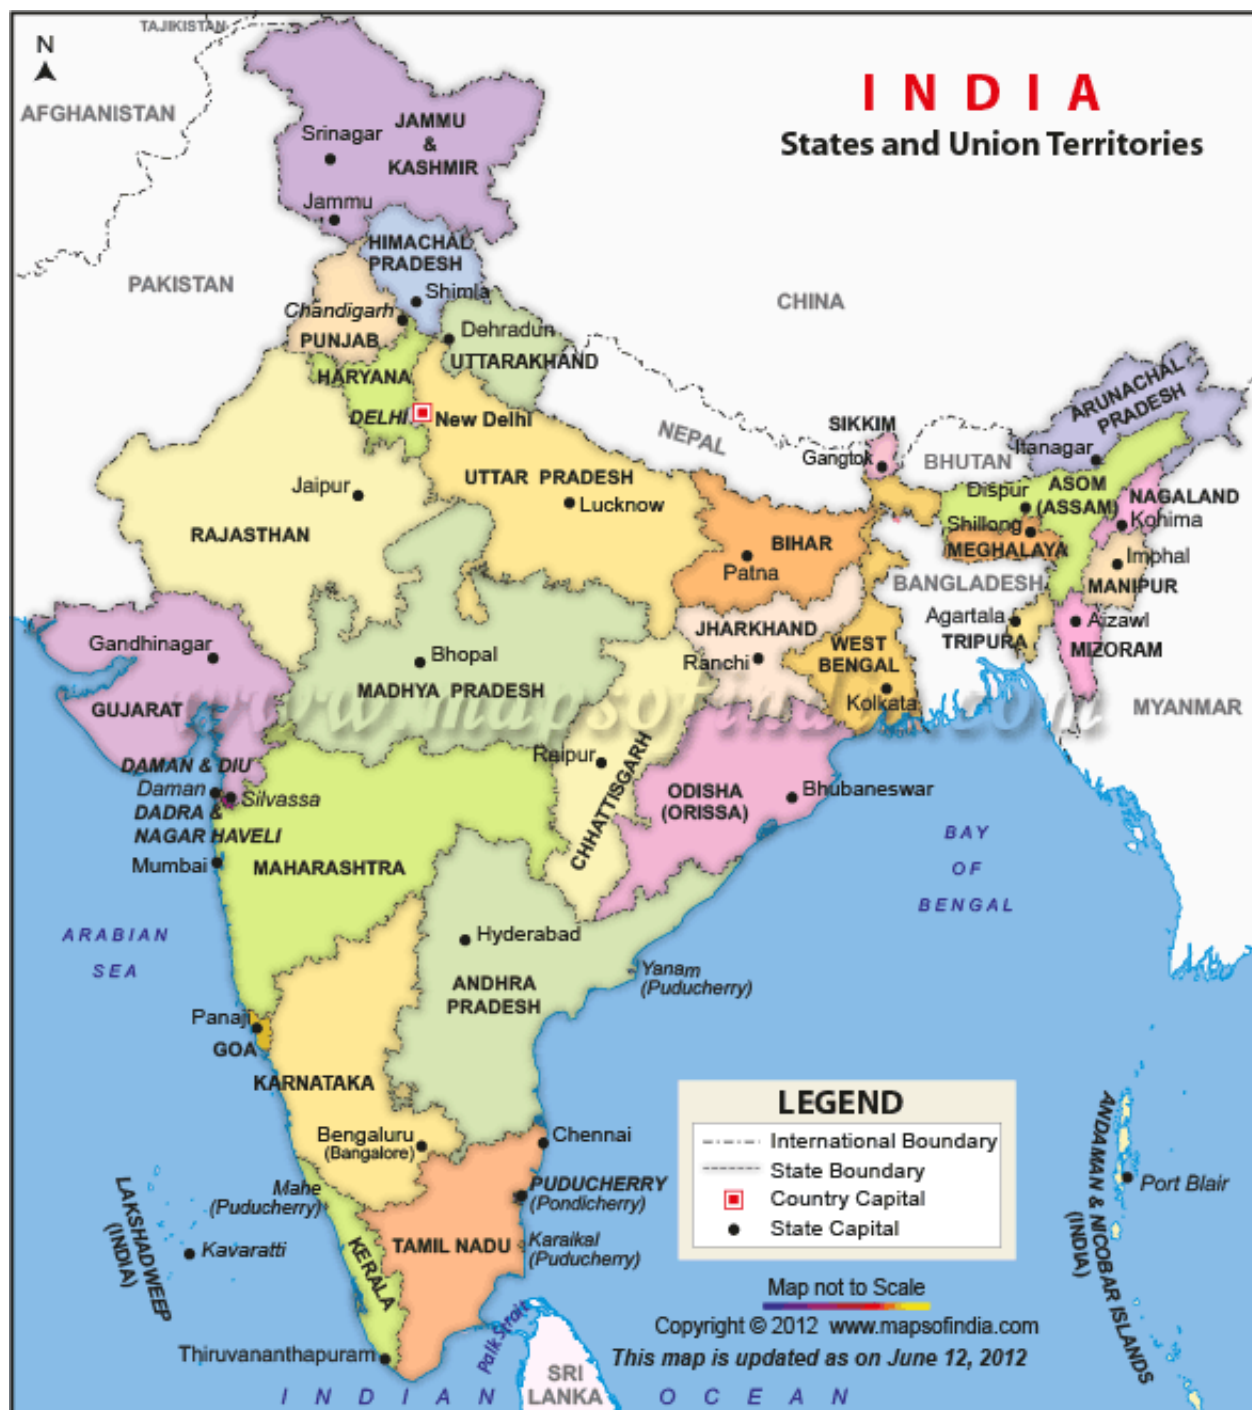 TAJIKISTAN
N
AFGHANISTAN
INDIA
States and Union Territories
JAMMU
&
KASHMIR
Srinagar
Jammu
HIMACHAL
PRADESH
PAKISTAN
CHINA
Shimla
Chandigarh
PUNJAB
Dehradun
UTTARAKHAND
HARYANA
DELHI
New Delhi
NEPAL
SIKKIM
Gangtok
BHUTAN
ARUNACHAL
PRADESH
Itanagar
Dispur
ASOM
(ASSAM)
NAGALAND
Kohima
Shillong
MEGHALAYA
Imphal
MANIPUR
BANGLADESH
Agartala
TRIPURA
Aizawl
MIZORAM
MYANMAR
Jaipur
RAJASTHAN
UTTAR PRADESH
Lucknow
BIHAR
Patna
JHARKHAND
Ranchi
WEST
BENGAL
Kolkata
Gandhinagar
GUJARAT
Bhopal
MADHYA PRADESH
www.mapsofindia.com
DAMAN & DIU
Daman
Silvassa
DADRA &
NAGAR HAVELI
Mumbai
MAHARASHTRA
Raipur
CHHATTISGARH
ODISHA
(ORISSA)
Bhubaneswar
BAY
OF
BENGAL
ARABIAN
SEA
Hyderabad
ANDHRA
PRADESH
Yanam
(Puducherry)
Panaji
GOA
KARNATAKA
Bengaluru
(Bangalore)
Chennai
Mahe
(Puducherry)
PUDUCHERRY
(Pondicherry)
Karaikal
(Puducherry)
TAMIL NADU
KERALA
LAKSHADWEEP
(INDIA)
Kavaratti
Thiruvananthapuram
Palk Strait
SRI
LANKA
INDIAN OCEAN
ANDAMAN & NICOBAR ISLANDS
(INDIA)
Port Blair
LEGEND
International Boundary
State Boundary
Country Capital
State Capital
Map not to Scale
Copyright © 2012 www.mapsofindia.com
This map is updated as on June 12, 2012